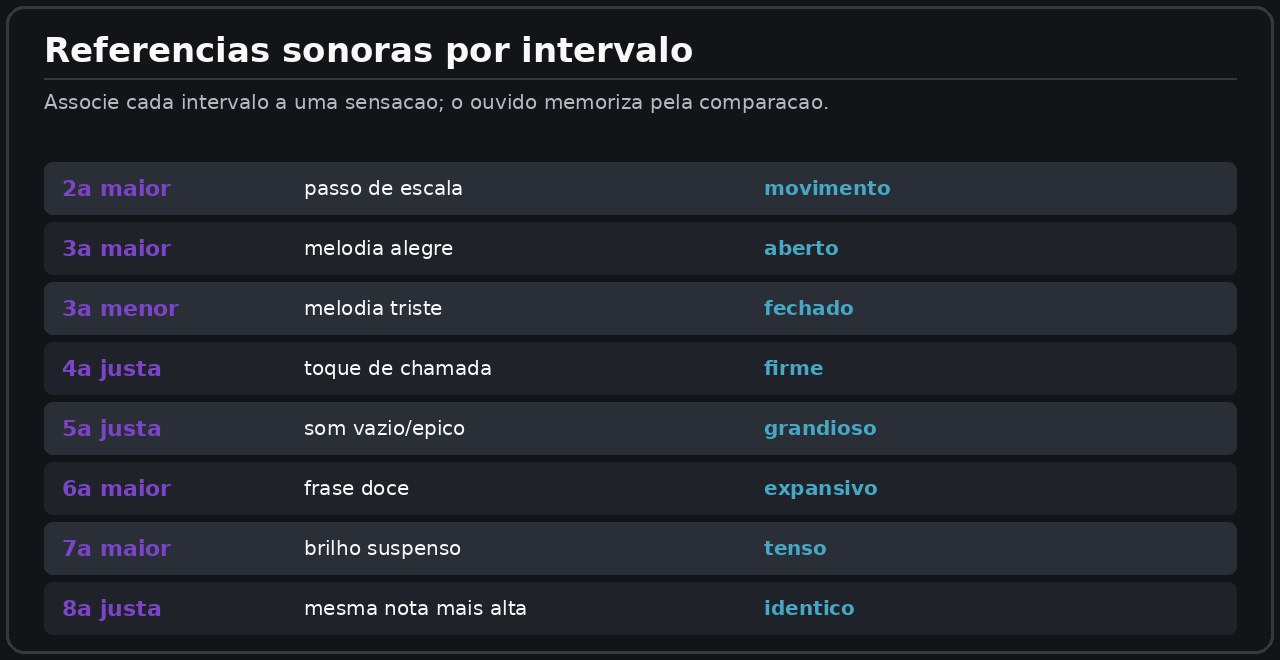 Referencias sonoras por intervalo
Associe cada intervalo a uma sensacao; o ouvido memoriza pela comparacao.
2a maior passo de escala movimento
3a maior melodia alegre aberto
3a menor melodia triste fechado
4a justa toque de chamada firme
5a justa som vazio/epico grandioso
6a maior frase doce expansivo
7a maior brilho suspenso tenso
8a justa mesma nota mais alta identico